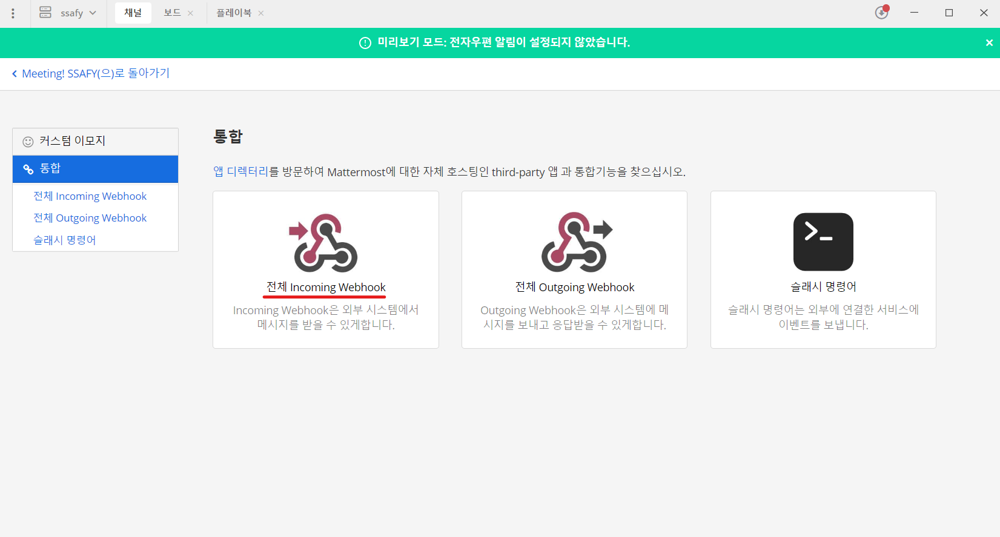 ssafy
채널
보드
플레이북
미리보기 모드: 전자우편 알림이 설정되지 않았습니다.
Meeting! SSAFY(으)로 돌아가기
커스텀 이모지
통합
전체 Incoming Webhook
전체 Outgoing Webhook
슬래시 명령어
통합
앱 디렉터리를 방문하여 Mattermost에 대한 자체 호스팅인 third-party 앱 과 통합기능을 찾으십시오.
전체 Incoming Webhook
Incoming Webhook은 외부 시스템에서
메시지를 받을 수 있게합니다.
전체 Outgoing Webhook
Outgoing Webhook은 외부 시스템에 메
시지를 보내고 응답받을 수 있게합니다.
슬래시 명령어
슬래시 명령어는 외부에 연결한 서비스에
이벤트를 보냅니다.